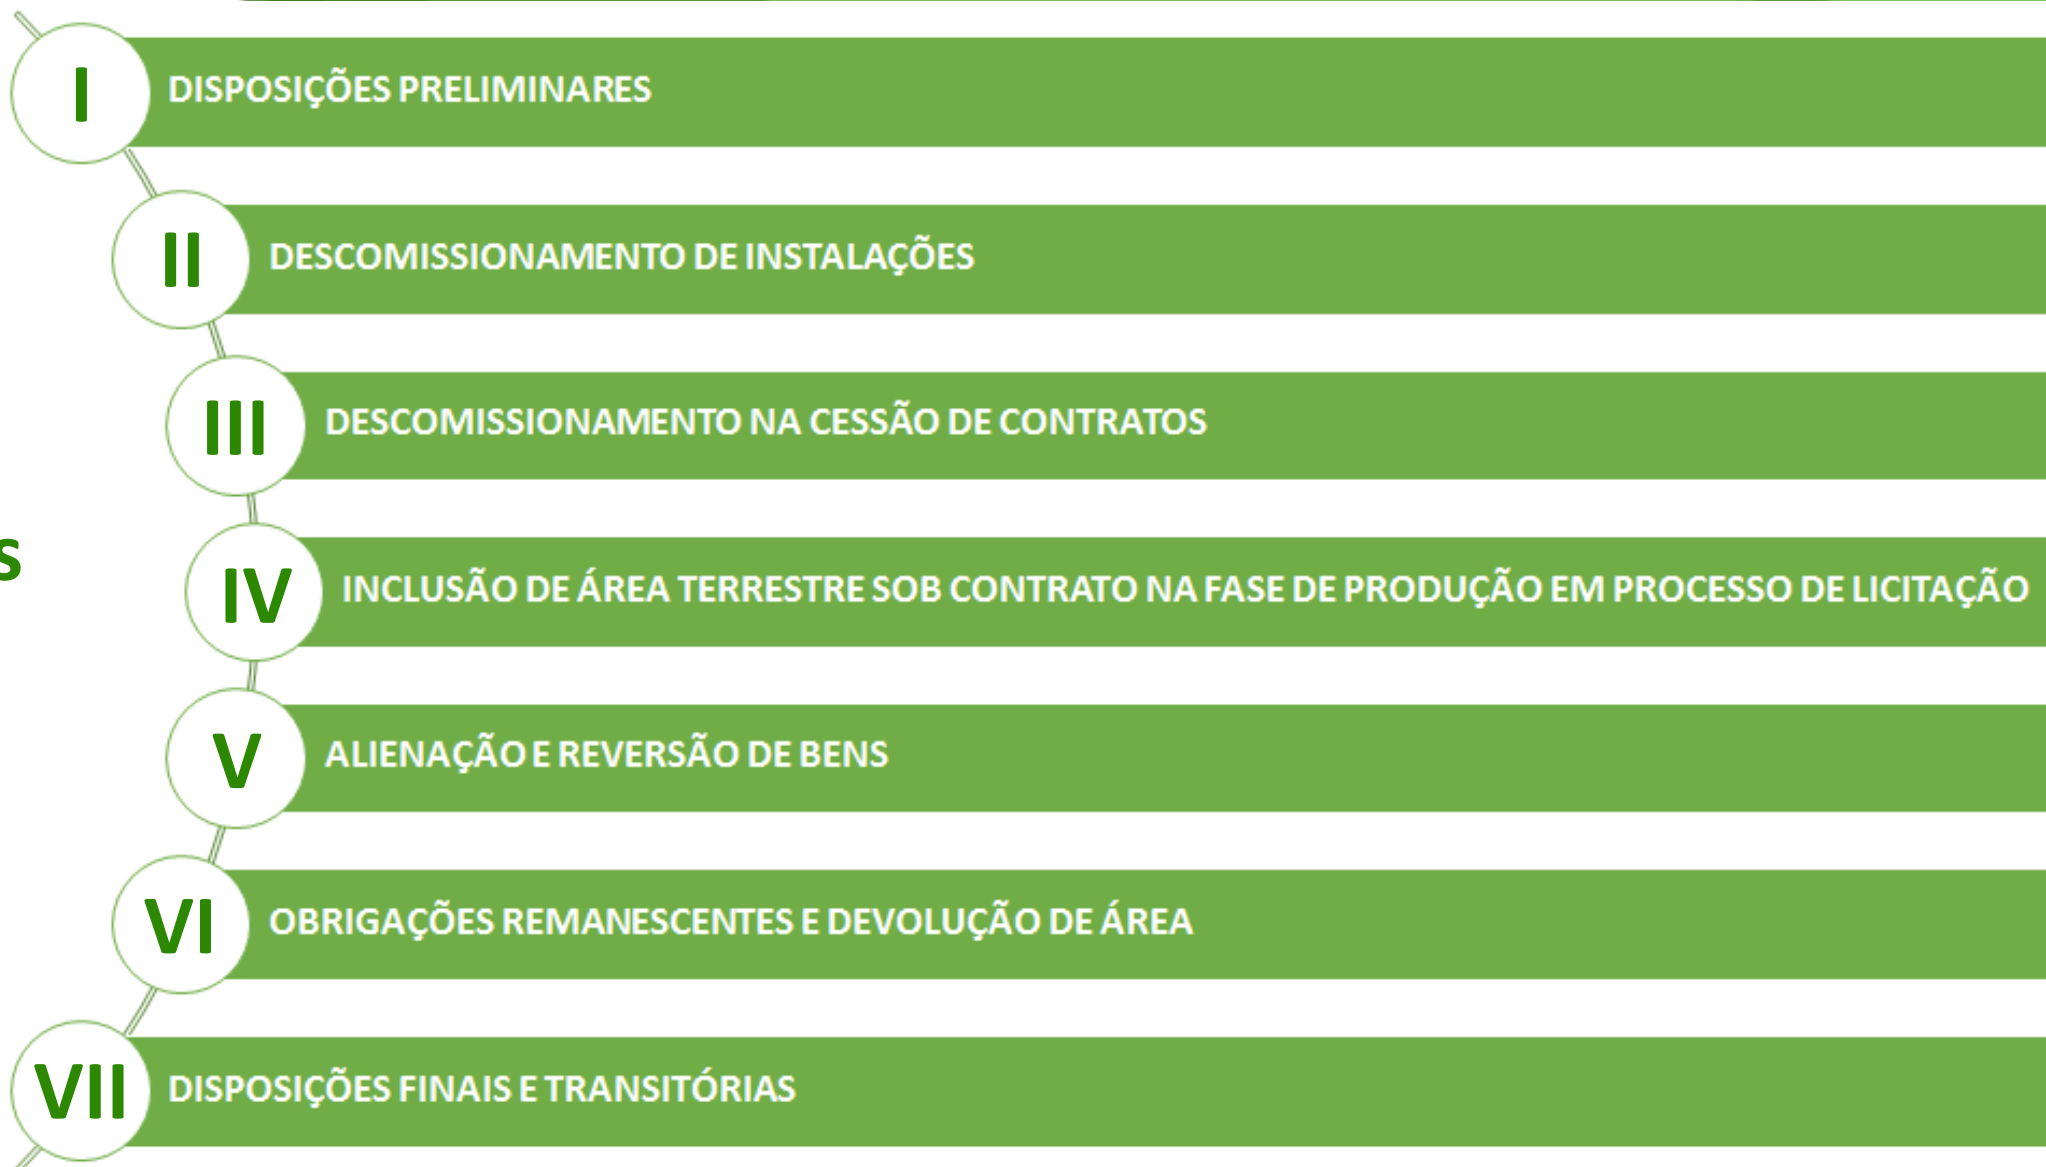 I
DISPOSIÇÕES PRELIMINARES
II
DESCOMISSIONAMENTO DE INSTALAÇÕES
III
DESCOMISSIONAMENTO NA CESSÃO DE CONTRATOS
IV
INCLUSÃO DE ÁREA TERRESTRE SOB CONTRATO NA FASE DE PRODUÇÃO EM PROCESSO DE LICITAÇÃO
V
ALIENAÇÃO E REVERSÃO DE BENS
VI
OBRIGAÇÕES REMANESCENTES E DEVOLUÇÃO DE ÁREA
VII
DISPOSIÇÕES FINAIS E TRANSITÓRIAS